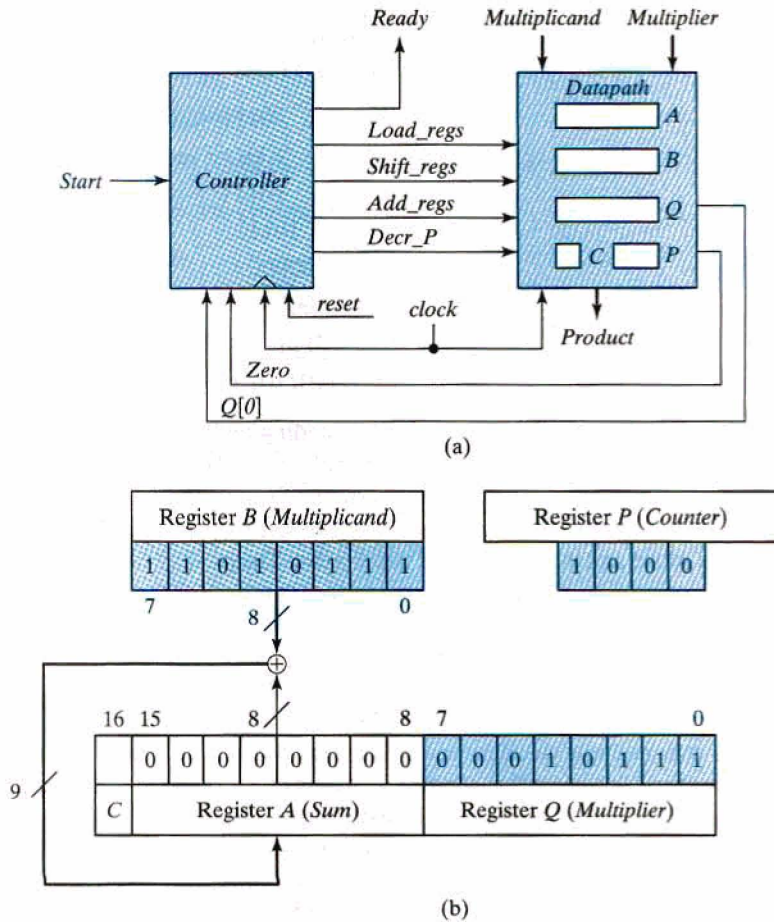 Ready
Multiplicand
Multiplier
Datapath
A
Load_regs
B
Shift_regs
Start
Controller
Add_regs
Q
Decr_P
C
P
reset
clock
Product
Zero
Q[0]
(a)
Register B (Multiplicand)
Register P (Counter)
1 1 0 1 0 1 1 1
1 0 0 0
7
8
0
+
16 15
8
8 7
0
0 0 0 0 0 0 0 0 0 0 0 1 0 1 1 1
9
C
Register A (Sum)
Register Q (Multiplier)
(b)